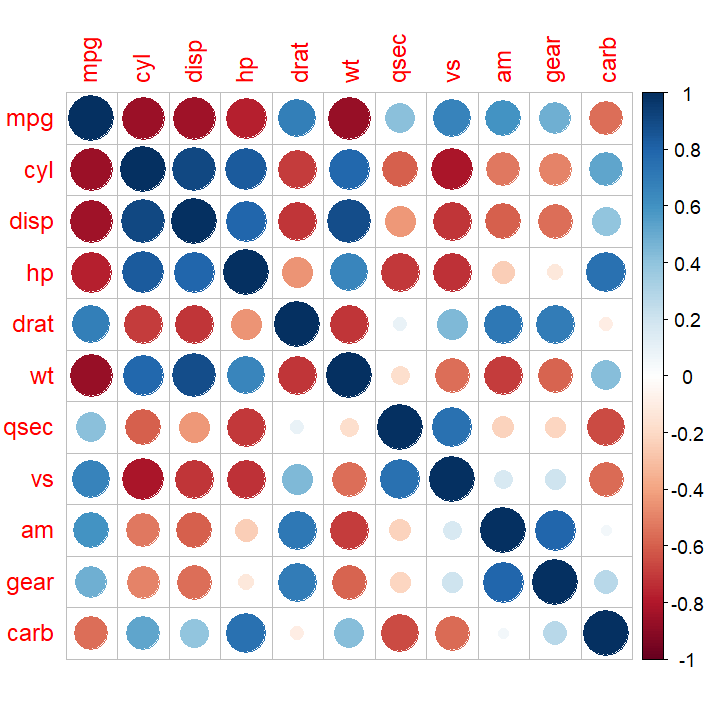 mpg cyl disp hp drat wt qsec vs am gear carb
mpg
cyl
disp
hp
drat
wt
qsec
vs
am
gear
carb
1
0.8
0.6
0.4
0.2
0
-0.2
-0.4
-0.6
-0.8
-1